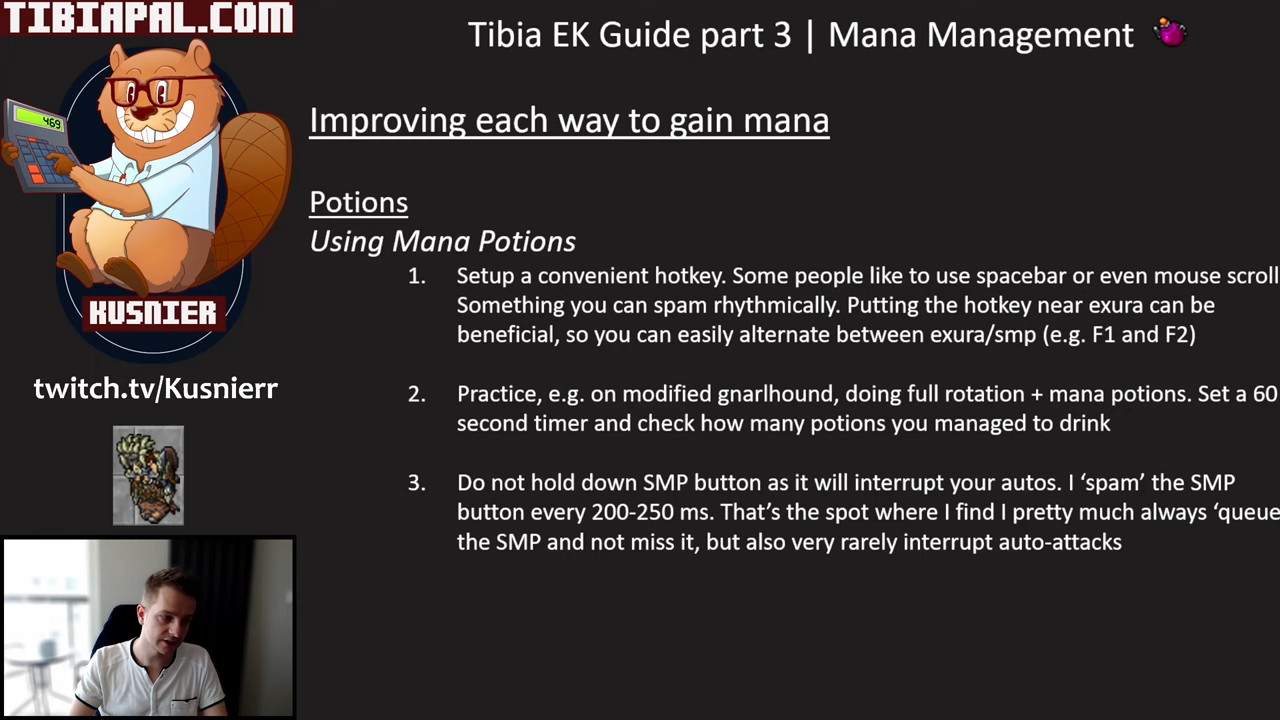 TIBIAPAL.COM
Tibia EK Guide part 3 | Mana Management
469
Improving each way to gain mana
Potions
Using Mana Potions
1. Setup a convenient hotkey. Some people like to use spacebar or even mouse scroll
Something you can spam rhythmically. Putting the hotkey near exura can be
beneficial, so you can easily alternate between exura/smp (e.g. F1 and F2)
KUSNIER
twitch.tv/Kusnierr
2. Practice, e.g. on modified gnarlhound, doing full rotation + mana potions. Set a 60
second timer and check how many potions you managed to drink
3. Do not hold down SMP button as it will interrupt your autos. I ‘spam’ the SMP
button every 200-250 ms. That’s the spot where I find I pretty much always ‘queue
the SMP and not miss it, but also very rarely interrupt auto-attacks